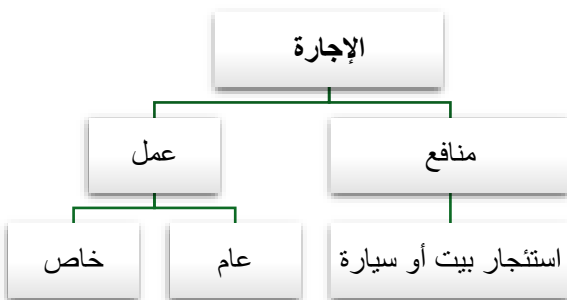 الإجارة
منافع
عمل
استئجار بيت أو سيارة
عام
خاص